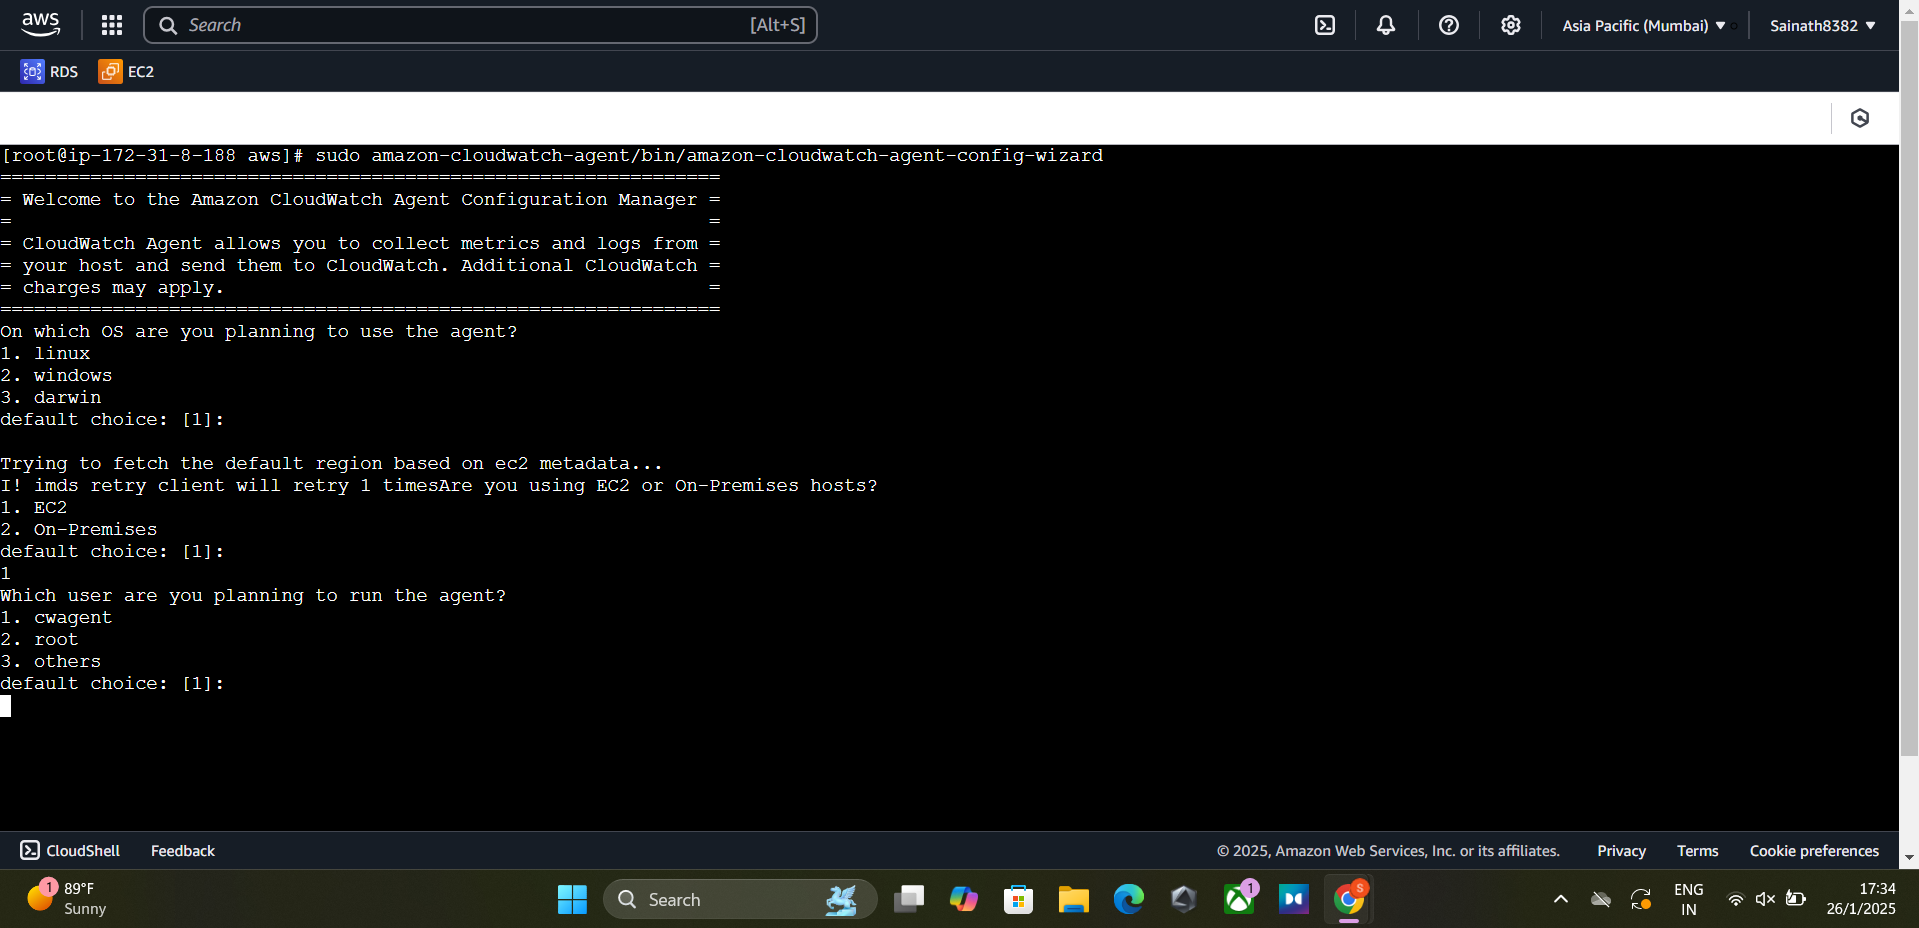 aws
Search
[Alt+S]
Asia Pacific (Mumbai)
Sainath8382
RDS
EC2
[root@ip-172-31-8-188 aws]# sudo amazon-cloudwatch-agent/bin/amazon-cloudwatch-agent-config-wizard
================================================================
= Welcome to the Amazon CloudWatch Agent Configuration Manager =
=                                                              =
= CloudWatch Agent allows you to collect metrics and logs from =
= your host and send them to CloudWatch. Additional CloudWatch =
= charges may apply.                                           =
================================================================
On which OS are you planning to use the agent?
1. linux
2. windows
3. darwin
default choice: [1]:
Trying to fetch the default region based on ec2 metadata...
I! imds retry client will retry 1 timesAre you using EC2 or On-Premises hosts?
1. EC2
2. On-Premises
default choice: [1]:
1
Which user are you planning to run the agent?
1. cwagent
2. root
3. others
default choice: [1]:
CloudShell
Feedback
© 2025, Amazon Web Services, Inc. or its affiliates.
Privacy
Terms
Cookie preferences
1
89°F
Sunny
Search
1
S
ENG
IN
17:34
26/1/2025